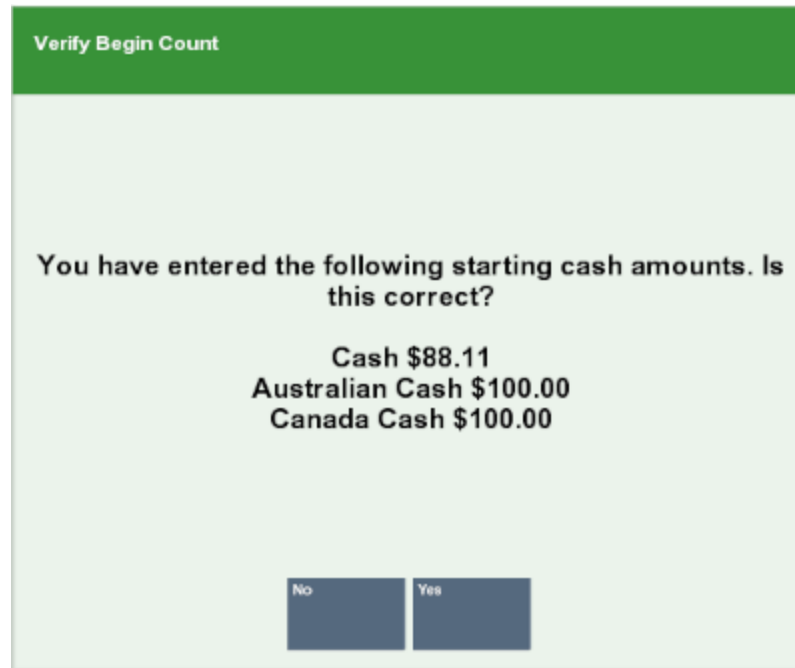 Verify Begin Count
You have entered the following starting cash amounts. Is
this correct?
Cash $88.11
Australian Cash $100.00
Canada Cash $100.00
No
Yes